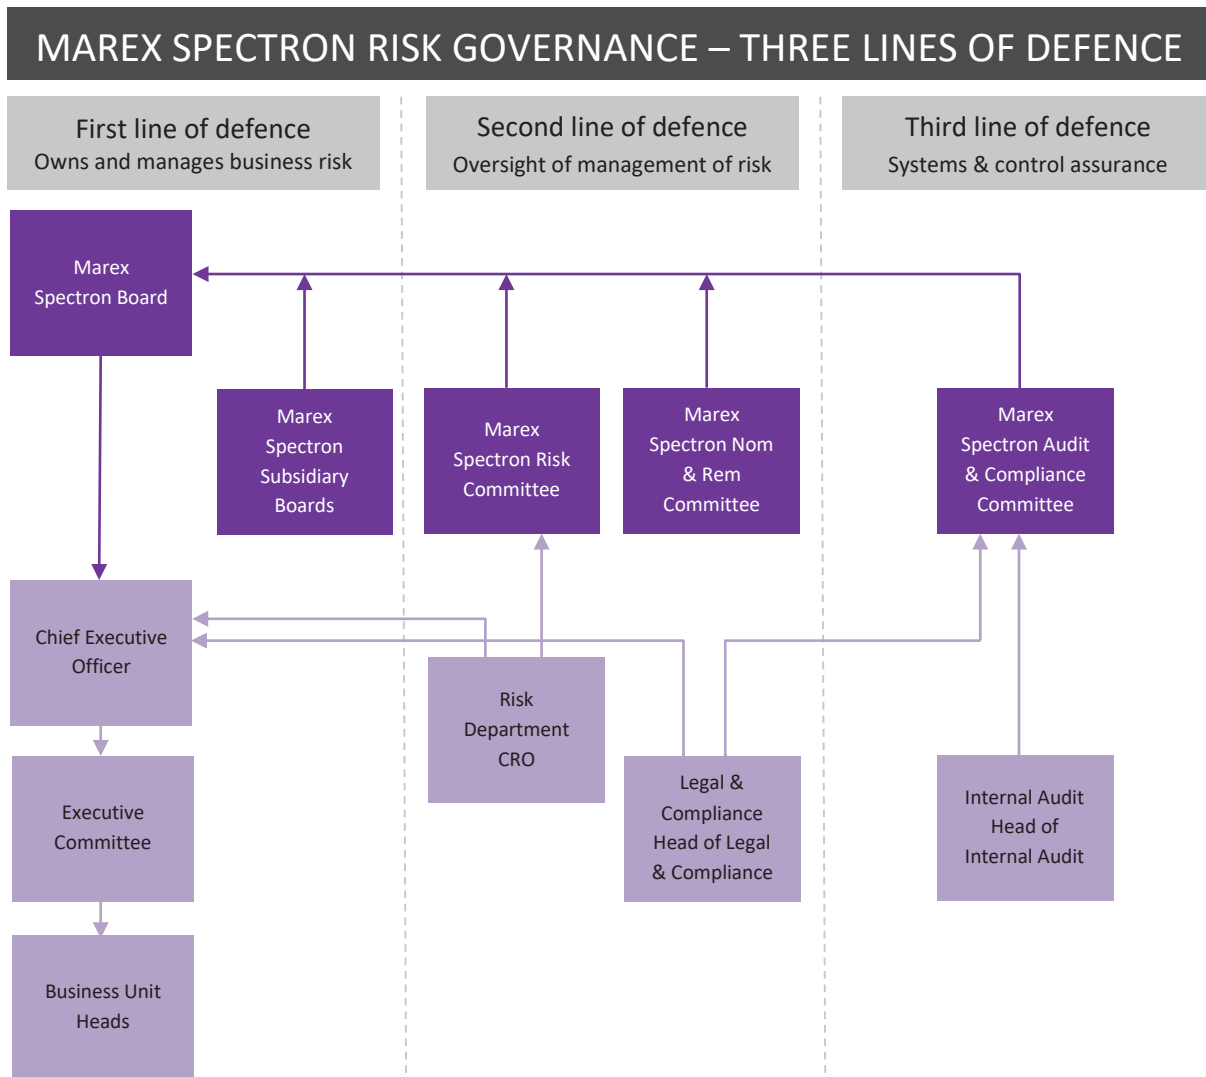 MAREX SPECTRON RISK GOVERNANCE – THREE LINES OF DEFENCE
First line of defence
Owns and manages business risk
Second line of defence
Oversight of management of risk
Third line of defence
Systems & control assurance
Marex
Spectron Board
Marex
Spectron
Subsidiary
Boards
Marex
Spectron Risk
Committee
Marex
Spectron Nom
& Rem
Committee
Marex
Spectron Audit
& Compliance
Committee
Chief Executive
Officer
Risk
Department
CRO
Legal &
Compliance
Head of Legal
& Compliance
Internal Audit
Head of
Internal Audit
Executive
Committee
Business Unit
Heads